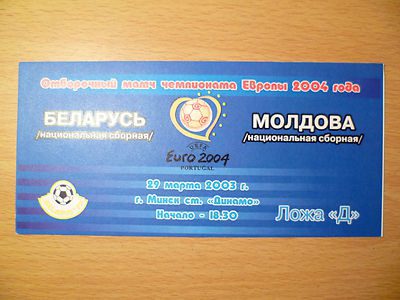 Отборочный матч чемпионата Европы 2004 года
БЕЛАРУСЬ
/национальная сборная/
МОЛДОВА
/национальная сборная/
UEFA
Euro 2004
PORTUGAL
29 марта 2003 г.
г. Минск ст. «Динамо»
Начало - 18.30
Ложа «Д»